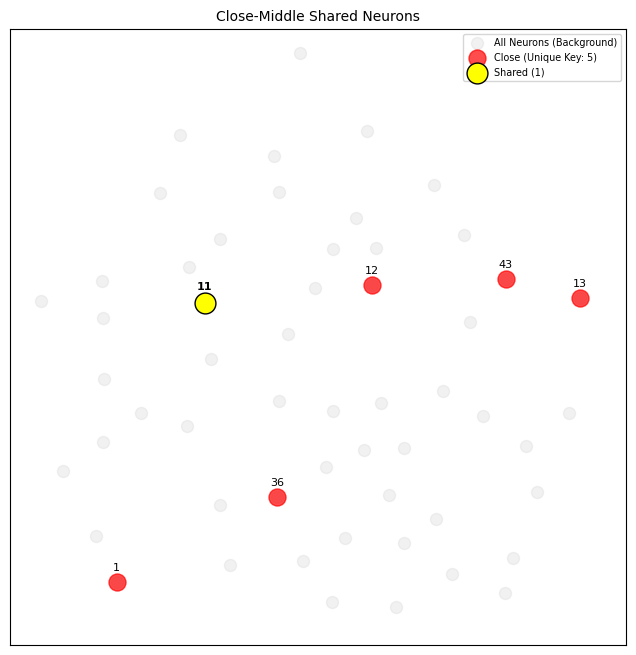 Close-Middle Shared Neurons
All Neurons (Background)
Close (Unique Key: 5)
Shared (1)
43
12
13
11
36
1